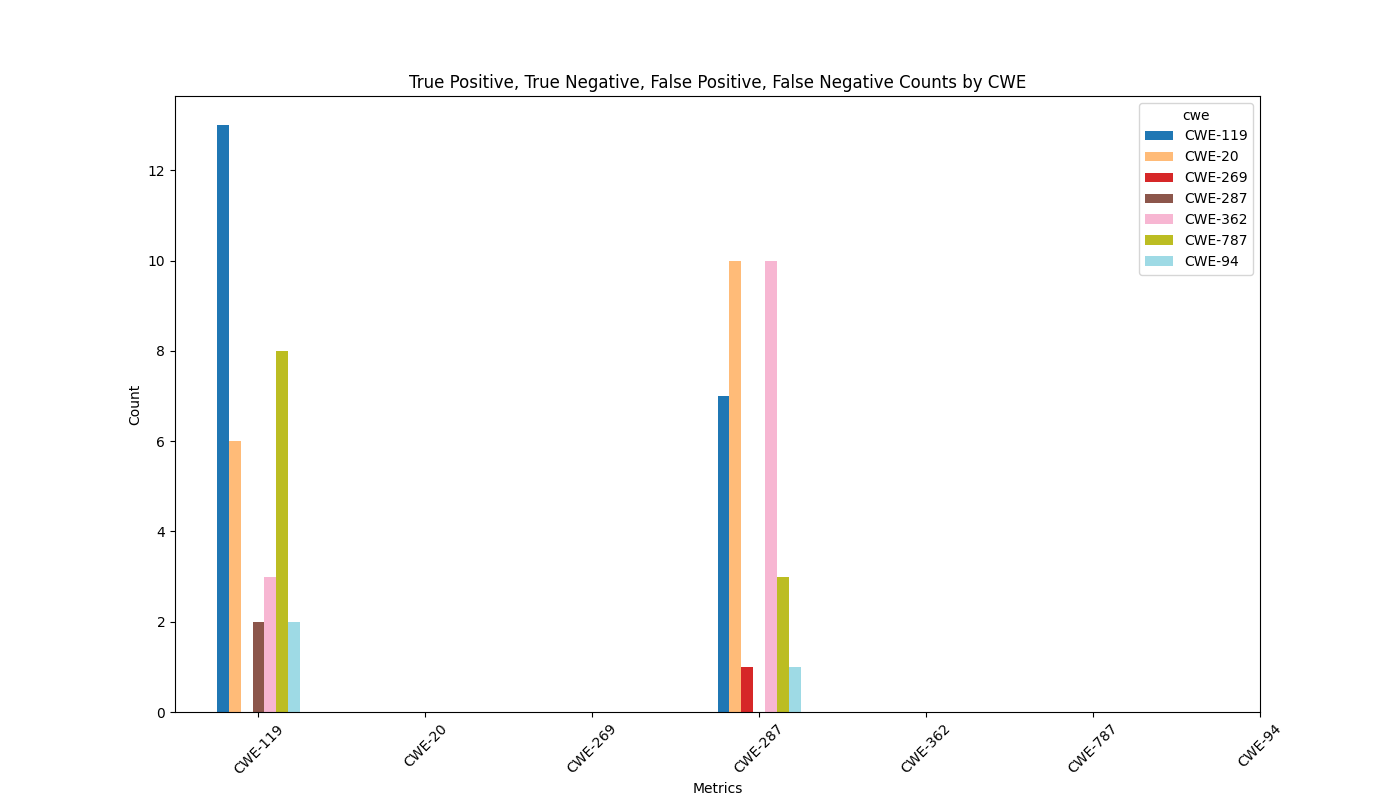 True Positive, True Negative, False Positive, False Negative Counts by CWE
cwe
CWE-119
CWE-20
CWE-269
CWE-287
CWE-362
CWE-787
CWE-94
12
10
8
6
4
2
0
Count
CWE-119
CWE-20
CWE-269
CWE-287
CWE-362
CWE-787
CWE-94
Metrics